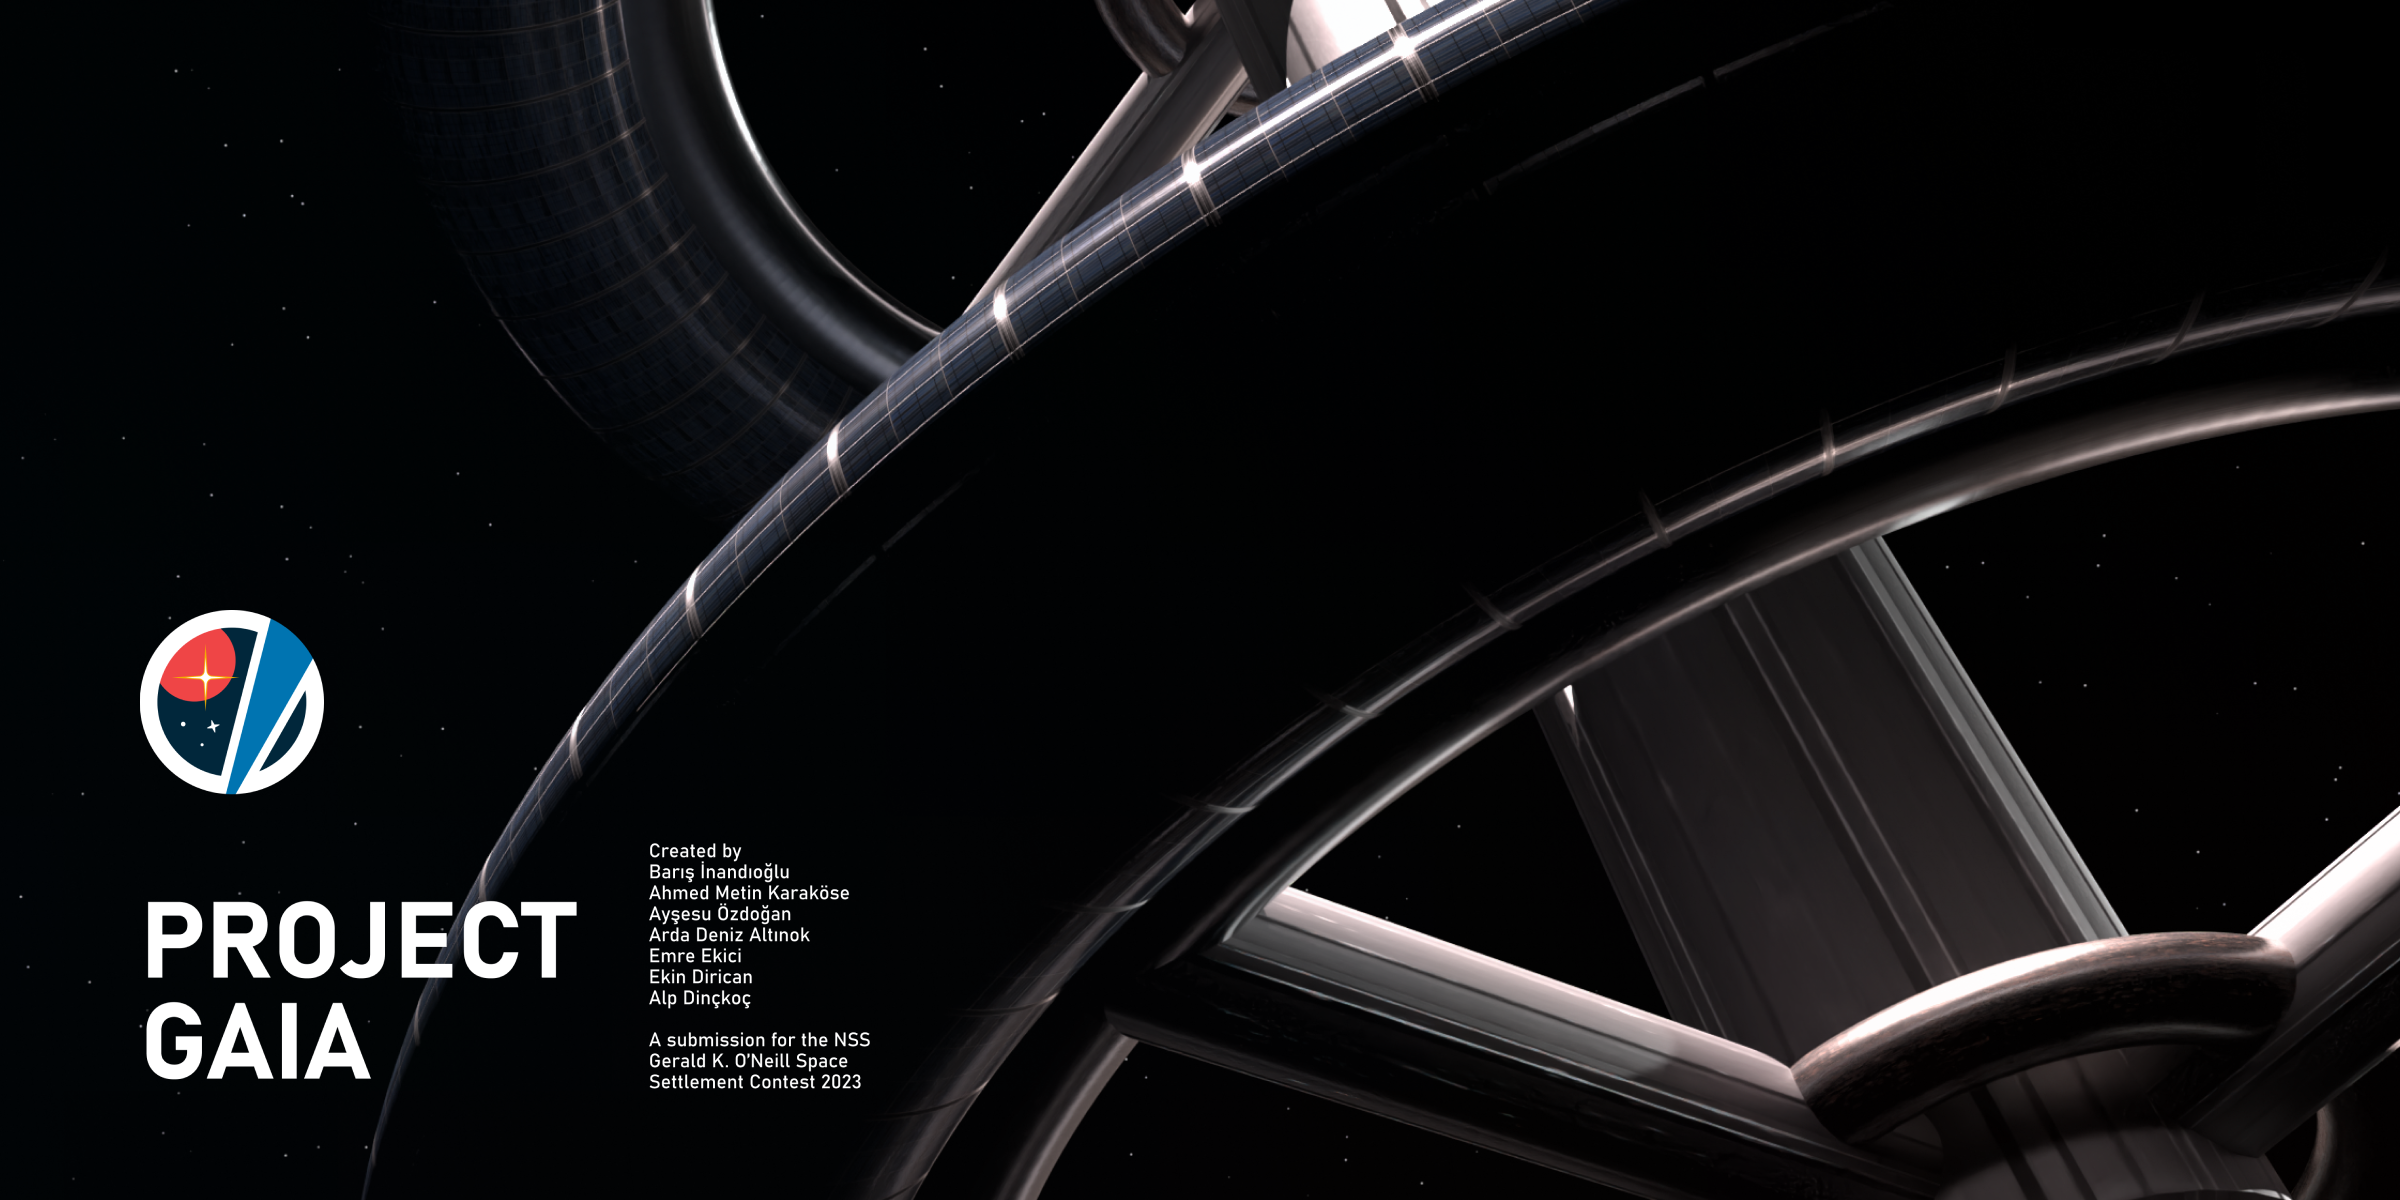 PROJECT
GAIA
Created by
Barış İnandıoğlu
Ahmed Metin Karaköse
Ayşesu Özdoğan
Arda Deniz Altınok
Emre Ekici
Ekin Dirican
Alp Dinçkoç
A submission for the NSS
Gerald K. O’Neill Space
Settlement Contest 2023